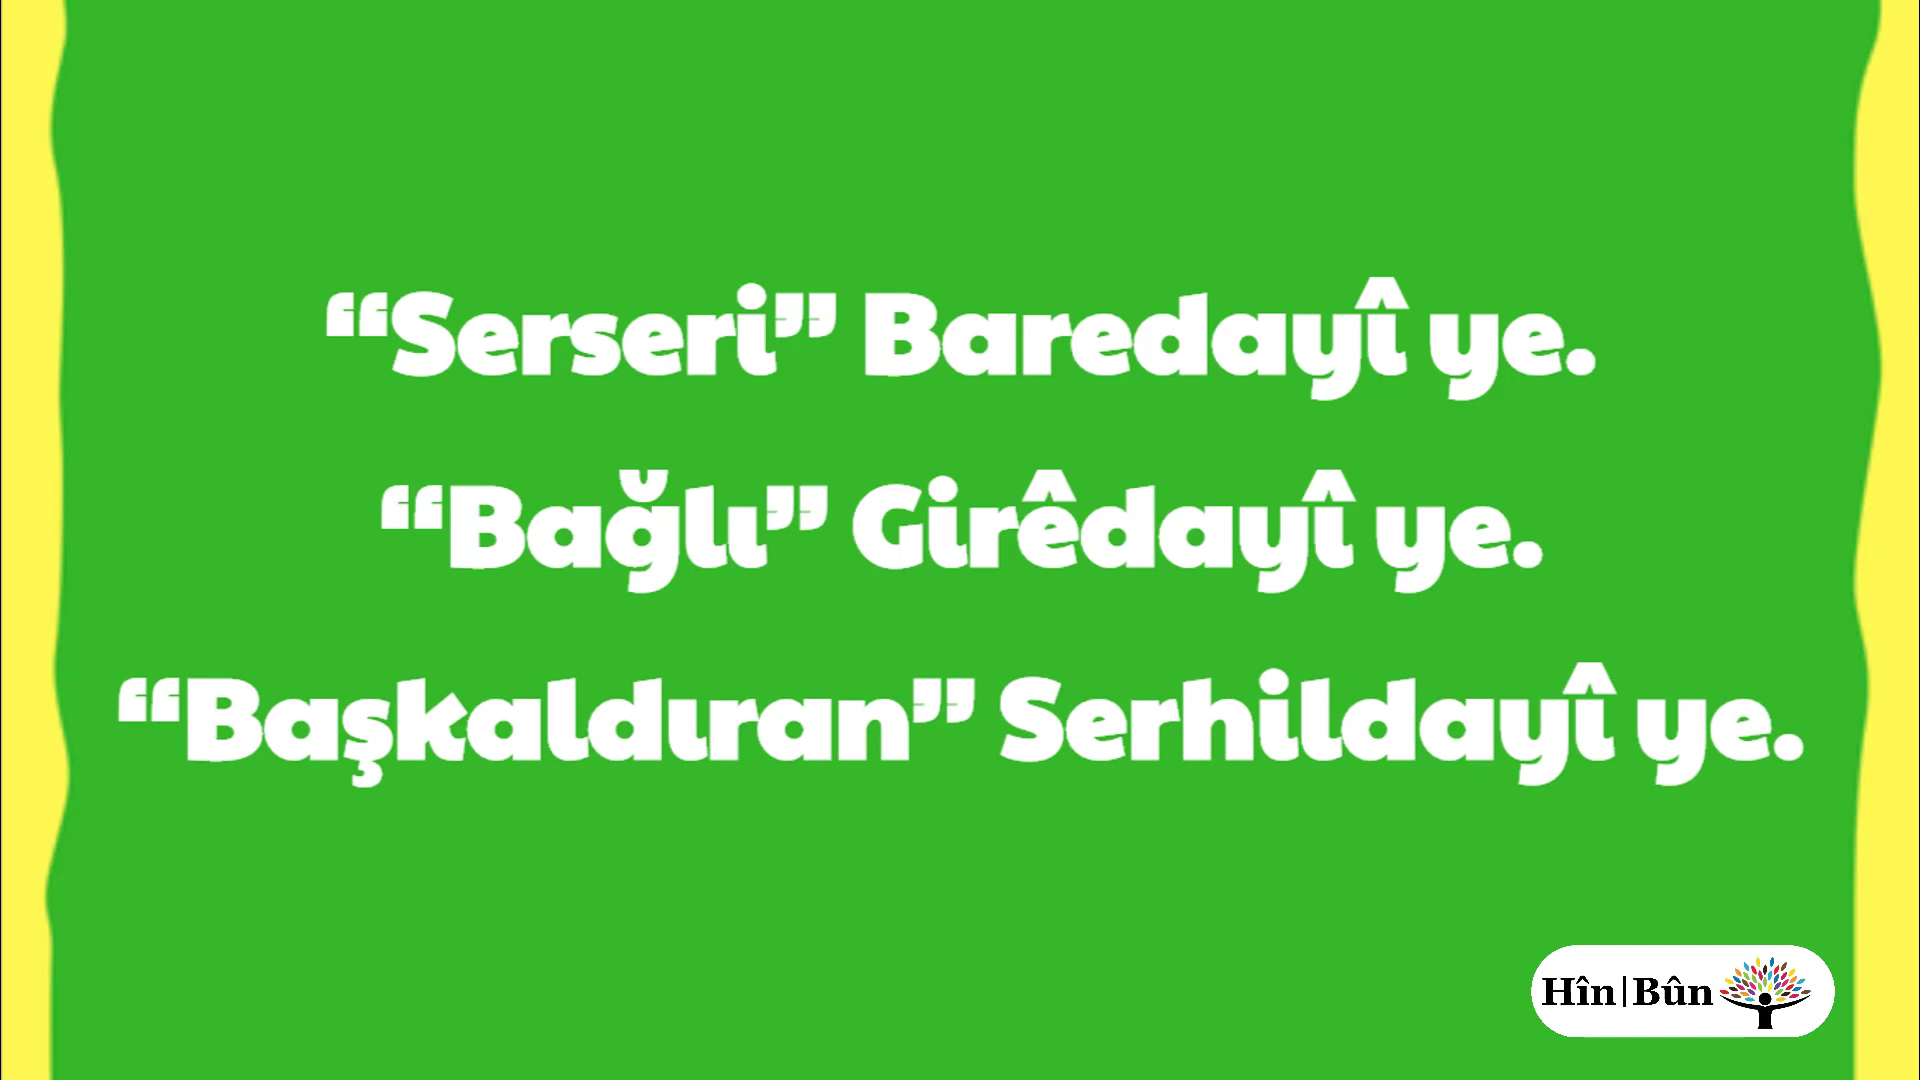 “Serseri” Baredayî ye.
“Bağlı” Girêdayî ye.
“Başkaldıran” Serhildayî ye.
Hîn|Bûn